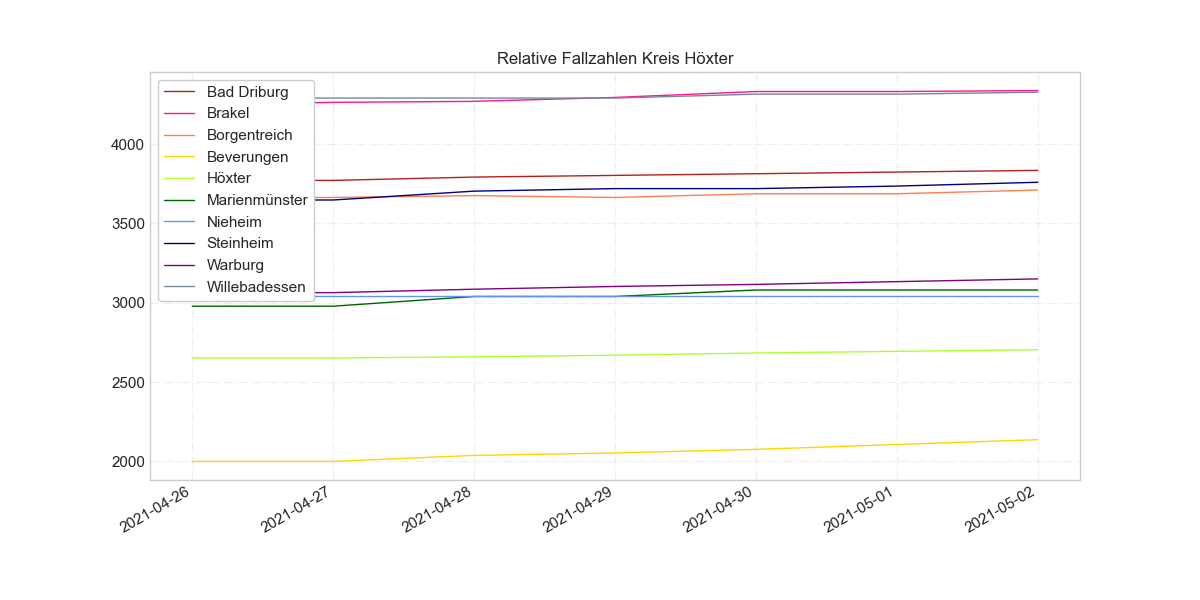 Relative Fallzahlen Kreis Höxter
Bad Driburg
Brakel
Borgentreich
Beverungen
Höxter
Marienmünster
Nieheim
Steinheim
Warburg
Willebadessen
4000
3500
3000
2500
2000
2021-04-26
2021-04-27
2021-04-28
2021-04-29
2021-04-30
2021-05-01
2021-05-02